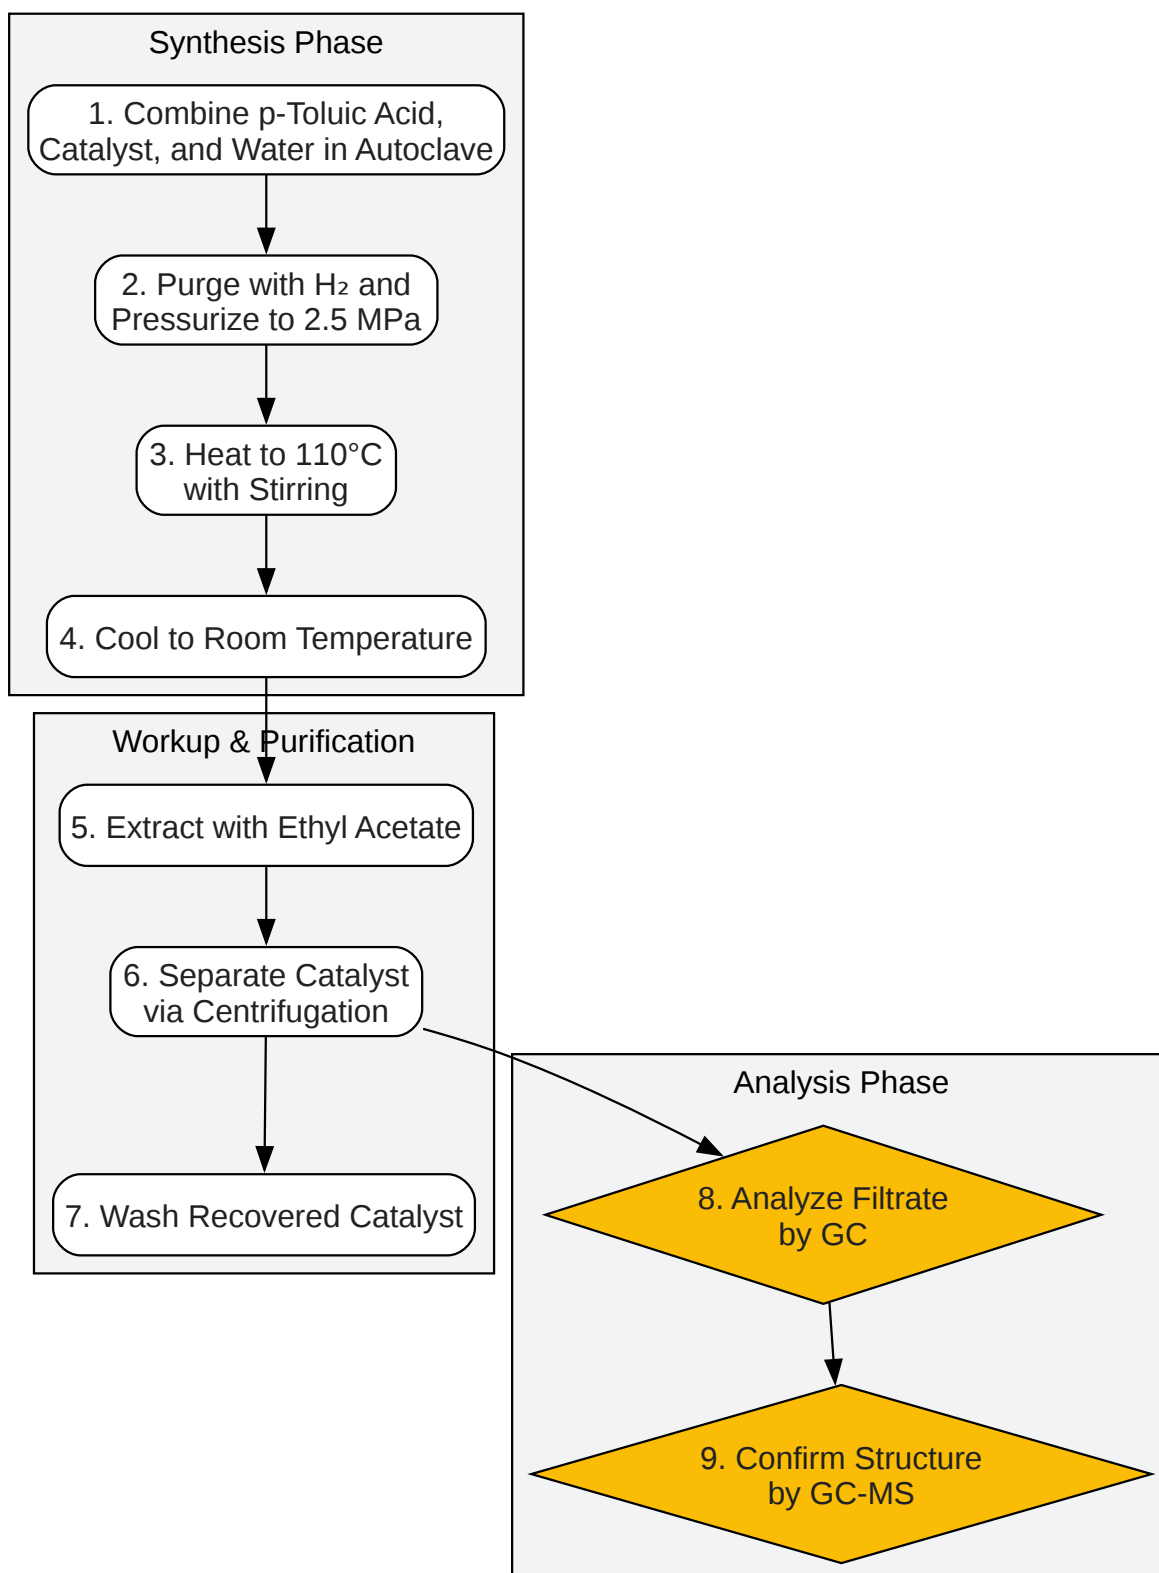 Synthesis Phase
1. Combine p-Toluic Acid,
Catalyst, and Water in Autoclave
2. Purge with H₂ and
Pressurize to 2.5 MPa
3. Heat to 110°C
with Stirring
4. Cool to Room Temperature
Workup & Purification
5. Extract with Ethyl Acetate
6. Separate Catalyst
via Centrifugation
7. Wash Recovered Catalyst
Analysis Phase
8. Analyze Filtrate
by GC
9. Confirm Structure
by GC-MS